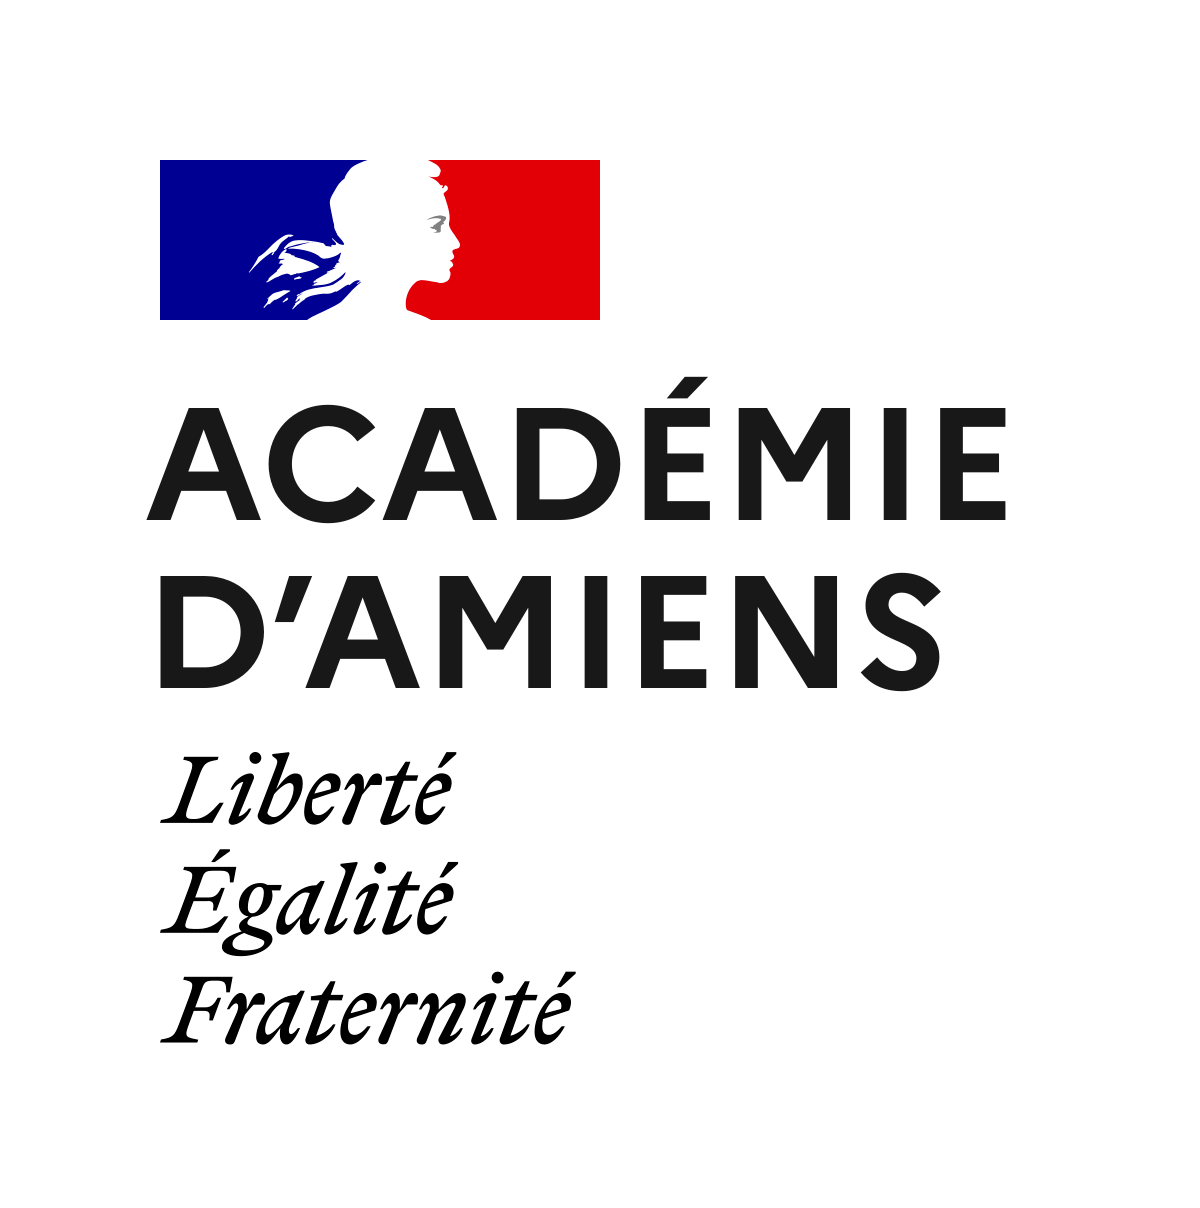 ACADÉMIE
D’AMIENS
Liberté
Égalité
Fraternité